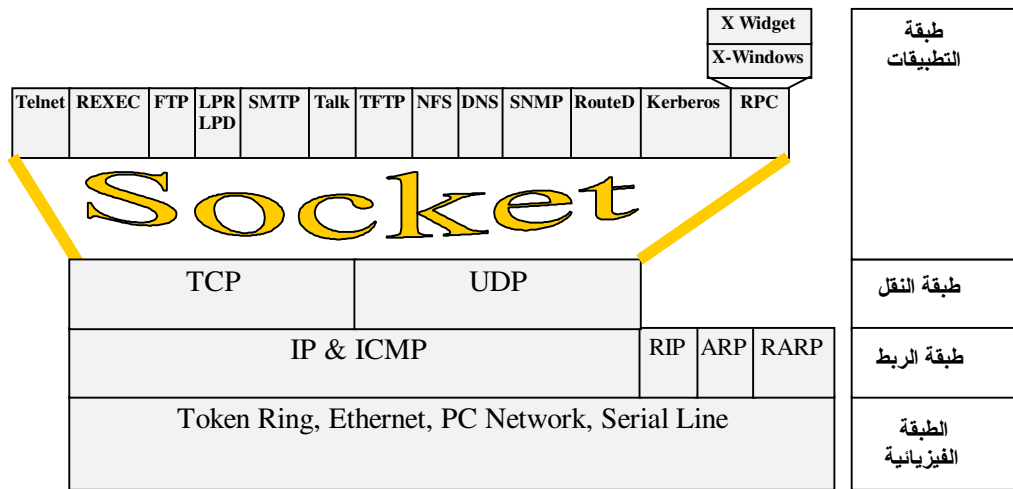 X Widget
X-Windows
Telnet REXEC FTP LPR LPD SMTP Talk TFTP NFS DNS SNMP RouteD Kerberos RPC
Socket
TCP UDP
IP & ICMP RIP ARP RARP
Token Ring, Ethernet, PC Network, Serial Line
طبقة
التطبيقات
طبقة النقل
طبقة الربط
الطبقة
الفيزيائية